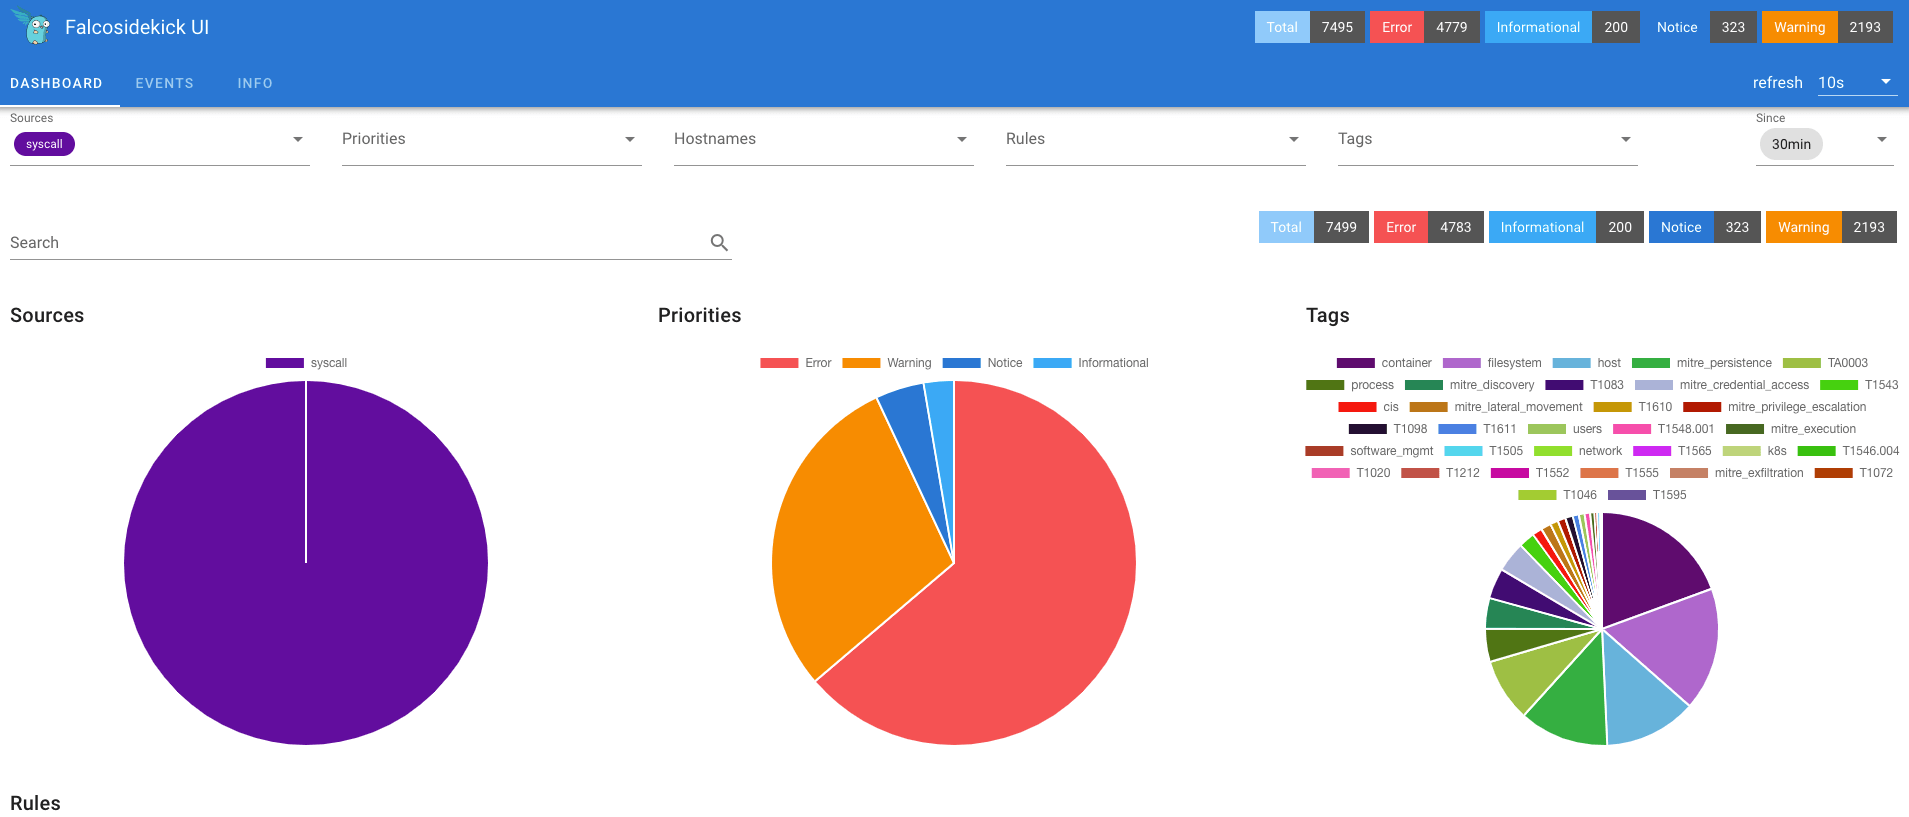 Falcosidekick UI
Total 7495 Error 4779 Informational 200 Notice 323 Warning 2193
DASHBOARD EVENTS INFO
refresh 10s
Sources
syscall
Priorities
Hostnames
Rules
Tags
Since
30min
Search
Total 7499 Error 4783 Informational 200 Notice 323 Warning 2193
Sources
syscall
Priorities
Error Warning Notice Informational
Tags
container filesystem host mitre_persistence TA0003
process mitre_discovery T1083 mitre_credential_access T1543
cis mitre_lateral_movement T1610 mitre_privilege_escalation
T1098 T1611 users T1548.001 mitre_execution
software_mgmt T1505 network T1565 k8s T1546.004
T1020 T1212 T1552 T1555 mitre_exfiltration T1072
T1046 T1595
Rules